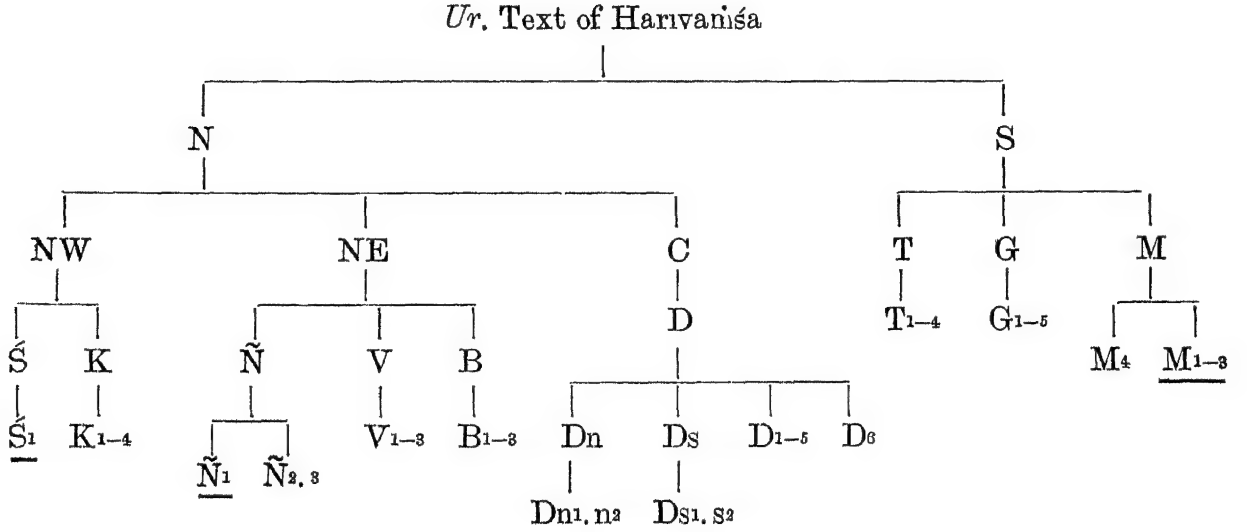 Ur. Text of Harivaṁśa
N S
NW NE C T G M
Ś K Ñ V B D T1–4 G1–5 M4 M1–3
Ś1 K1–4 Ñ1 Ñ2, 3 V1–3 B1–3 Dn Ds D1–5 D6
Dn1. n2 Ds1. s2